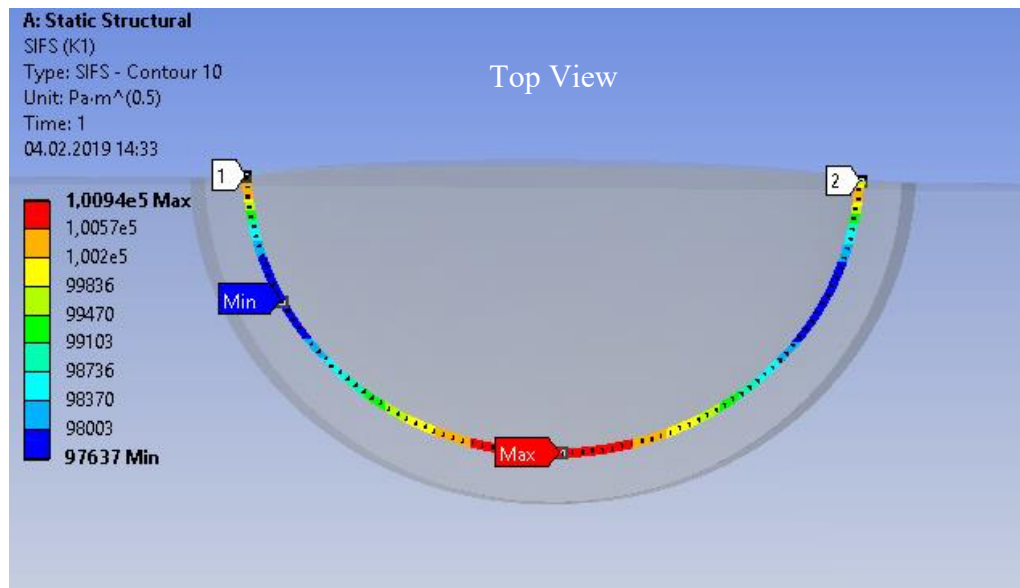 A: Static Structural
SIFS (K1)
Type: SIFS - Contour 10
Unit: Pa·m^(0.5)
Time: 1
04.02.2019 14:33
Top View
1
2
1,0094e5 Max
1,0057e5
1,002e5
99836
99470
99103
98736
98370
98003
97637 Min
Min
Max